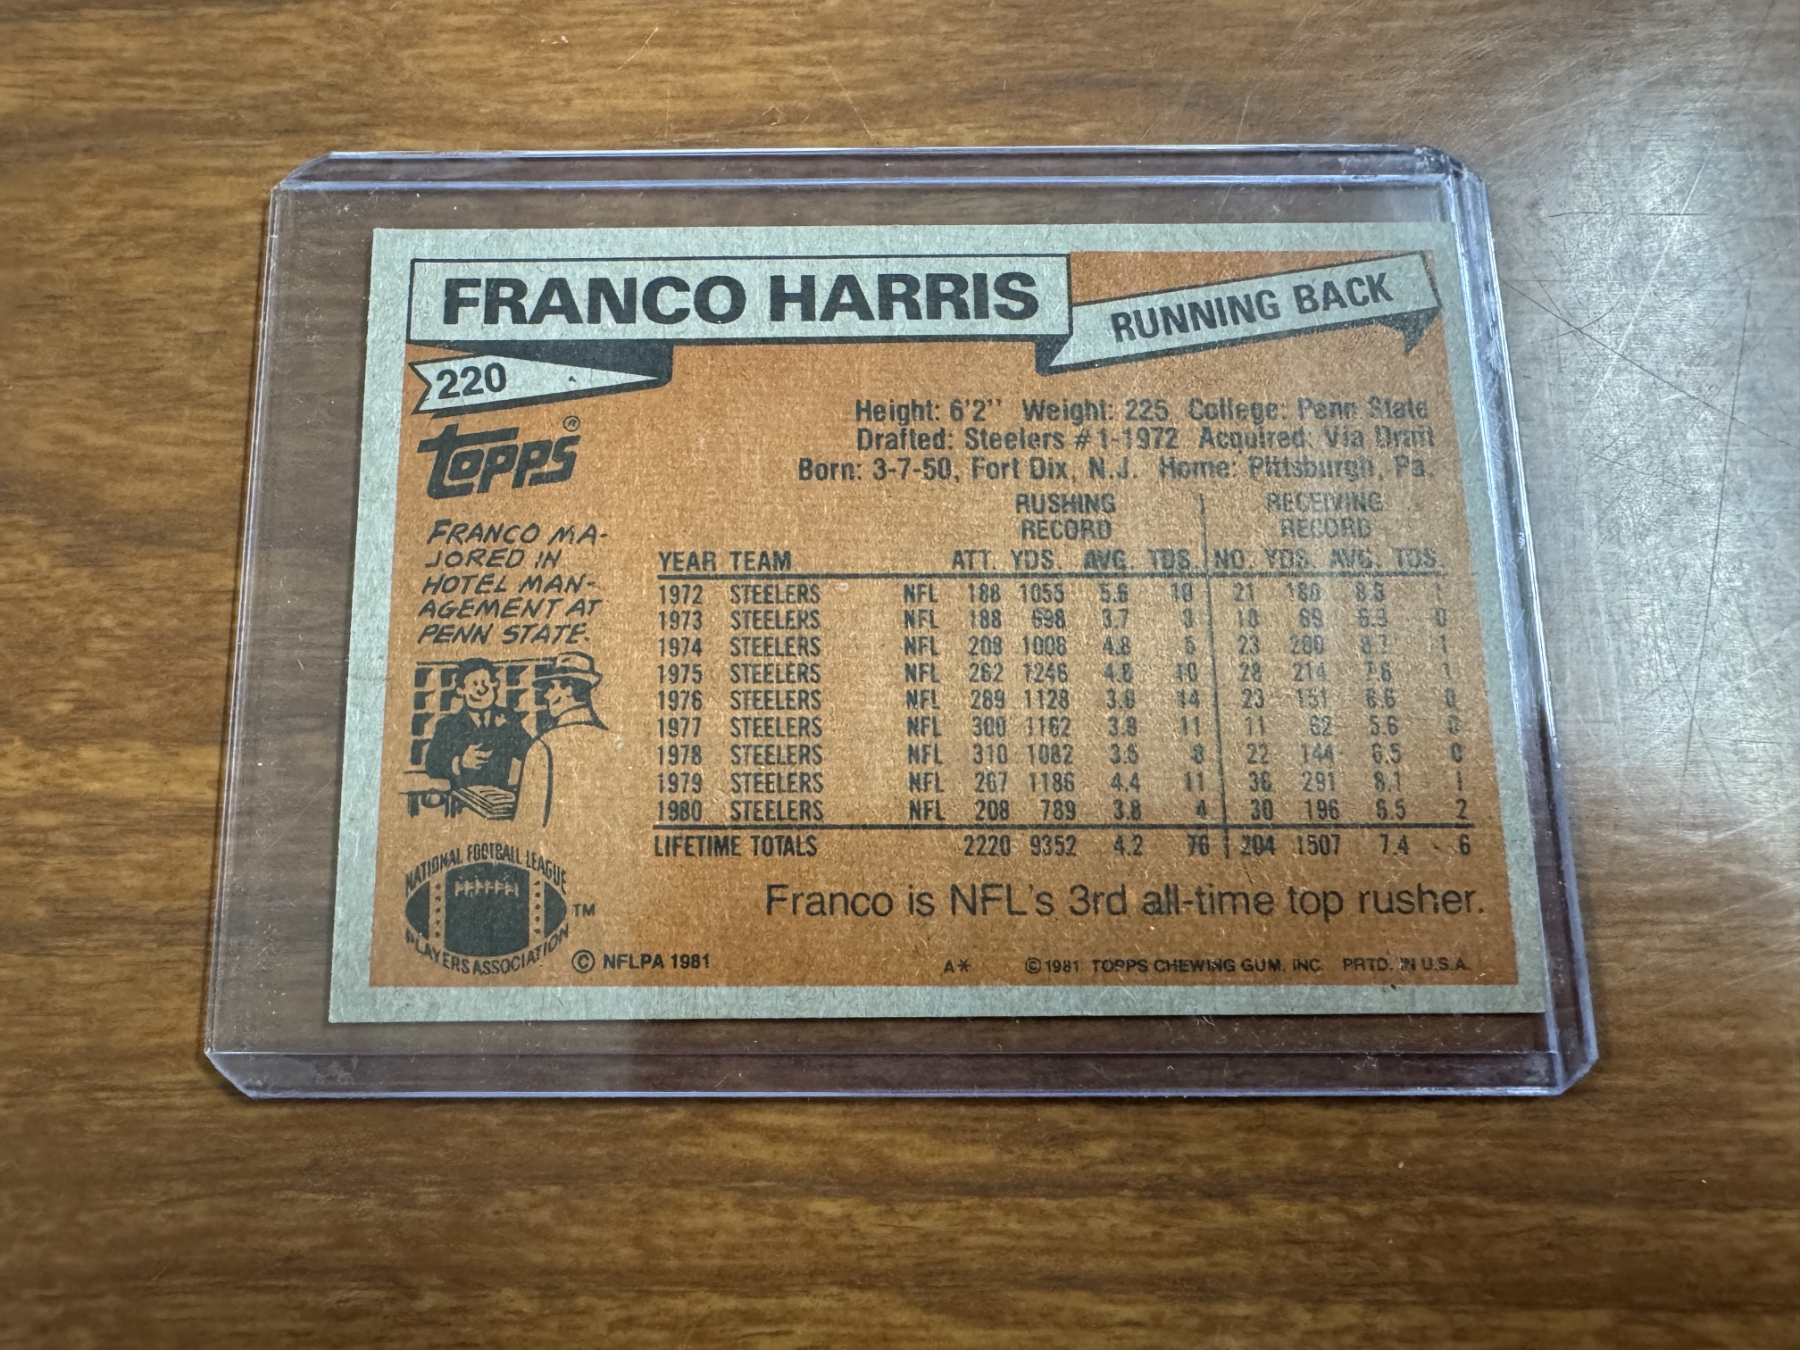 FRANCO HARRIS
RUNNING BACK
220
Topps®
Height: 6'2" Weight: 225 College: Penn State
Drafted: Steelers #1-1972 Acquired: Via Draft
Born: 3-7-50, Fort Dix, N.J. Home: Pittsburgh, Pa.
FRANCO MA-
JORED IN
HOTEL MAN-
AGEMENT AT
PENN STATE.
RUSHING RECEIVING
RECORD RECORD
YEAR TEAM ATT. YDS. AVG. TDS. NO. YDS. AVG. TDS.
1972 STEELERS NFL 188 1055 5.6 10 21 180 1
1973 STEELERS NFL 188 698 3.7 3 10 69 0
1974 STEELERS NFL 208 1006 4.8 5 23 200 8.7 1
1975 STEELERS NFL 262 1246 4.8 10 28 214 7.6 1
1976 STEELERS NFL 289 1128 3.9 14 23 151 6.6 0
1977 STEELERS NFL 300 1162 3.9 11 11 62 5.6 0
1978 STEELERS NFL 310 1082 3.5 8 22 144 6.5 0
1979 STEELERS NFL 267 1186 4.4 11 36 291 8.1 1
1980 STEELERS NFL 208 789 3.8 4 30 196 6.5 2
LIFETIME TOTALS 2220 9352 4.2 76 204 1507 7.4 6
Franco is NFL's 3rd all-time top rusher.
NATIONAL FOOTBALL LEAGUE
PLAYERS ASSOCIATION
TM
© NFLPA 1981
A* © 1981 TOPPS CHEWING GUM, INC. PRTD. IN U.S.A.